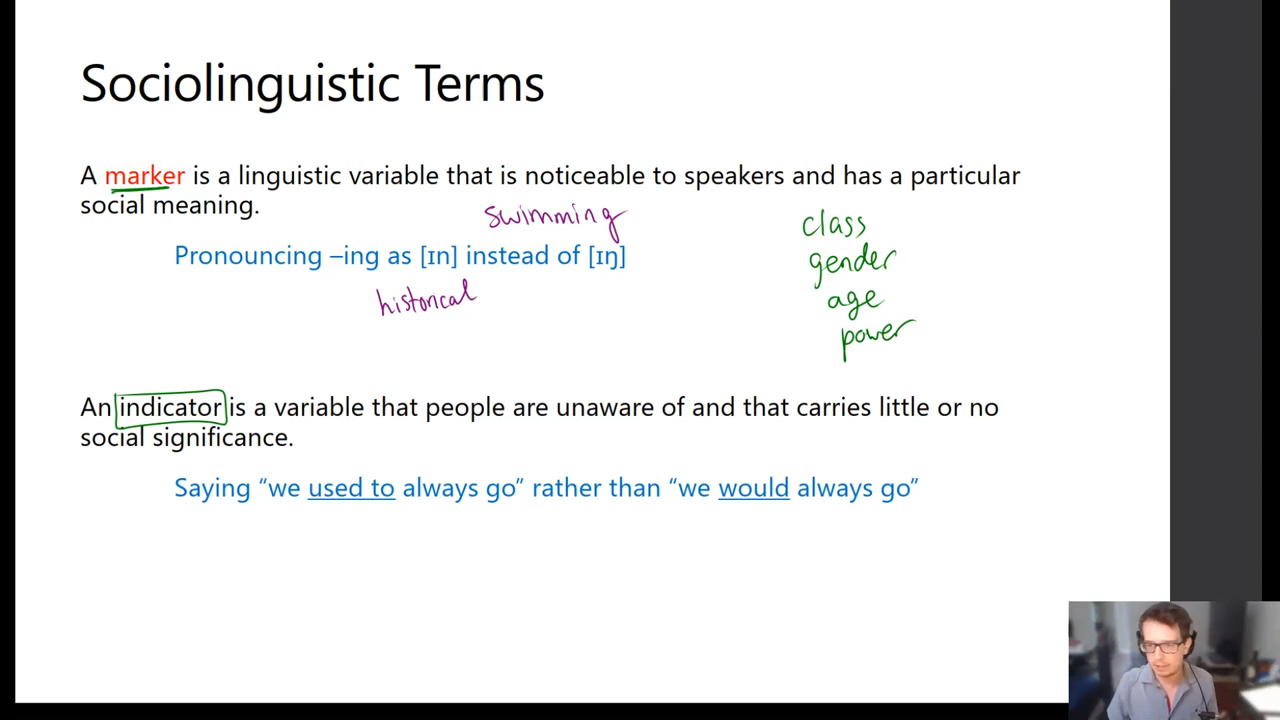 Sociolinguistic Terms
A marker is a linguistic variable that is noticeable to speakers and has a particular
social meaning.
swimming
class
Pronouncing –ing as [ɪn] instead of [ɪŋ]
gender
historical
age
power
An indicator is a variable that people are unaware of and that carries little or no
social significance.
Saying “we used to always go” rather than “we would always go”